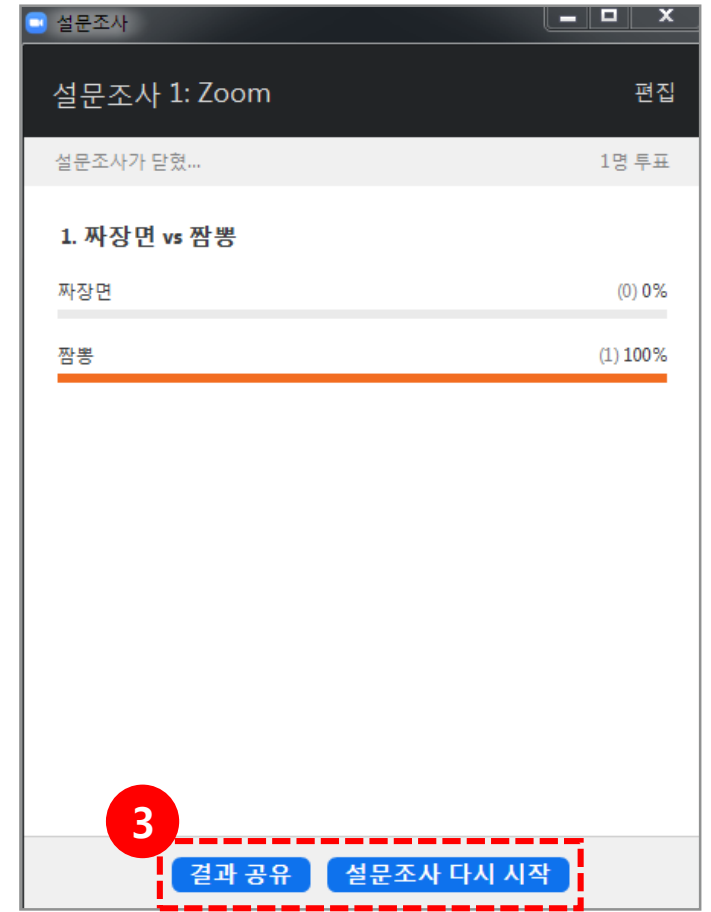 설문조사
설문조사 1: Zoom 편집
설문조사가 닫혔... 1명 투표
1. 짜장면 vs 짬뽕
짜장면 (0) 0%
짬뽕 (1) 100%
3
결과 공유 설문조사 다시 시작